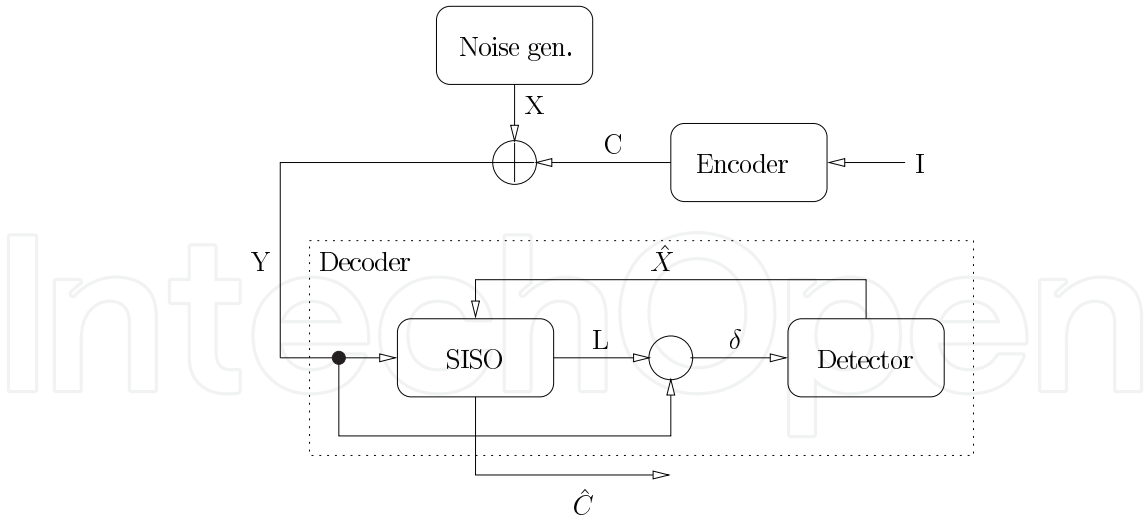 Noise gen.
X
C
Encoder
I
Y
Decoder
X̂
SISO
L
δ
Detector
Ĉ
IntechOpen